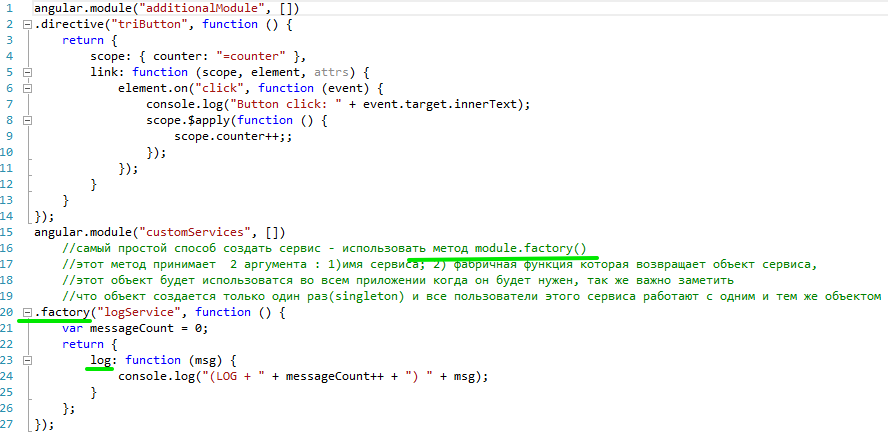 1 angular.module("additionalModule", [])
2 .directive("triButton", function () {
3 return {
4 scope: { counter: "=counter" },
5 link: function (scope, element, attrs) {
6 element.on("click", function (event) {
7 console.log("Button click: " + event.target.innerText);
8 scope.$apply(function () {
9 scope.counter++;;
10 });
11 });
12 }
13 }
14 });
15 angular.module("customServices", [])
16 //самый простой способ создать сервис - использовать метод module.factory()
17 //этот метод принимает  2 аргумента : 1)имя сервиса; 2) фабричная функция которая возвращает объект сервиса,
18 //этот объект будет использоватся во всем приложении когда он будет нужен, так же важно заметить
19 //что объект создается только один раз(singleton) и все пользователи этого сервиса работают с одним и тем же объектом
20 .factory("logService", function () {
21 var messageCount = 0;
22 return {
23 log: function (msg) {
24 console.log("(LOG + " + messageCount++ + ") " + msg);
25 }
26 };
27 });